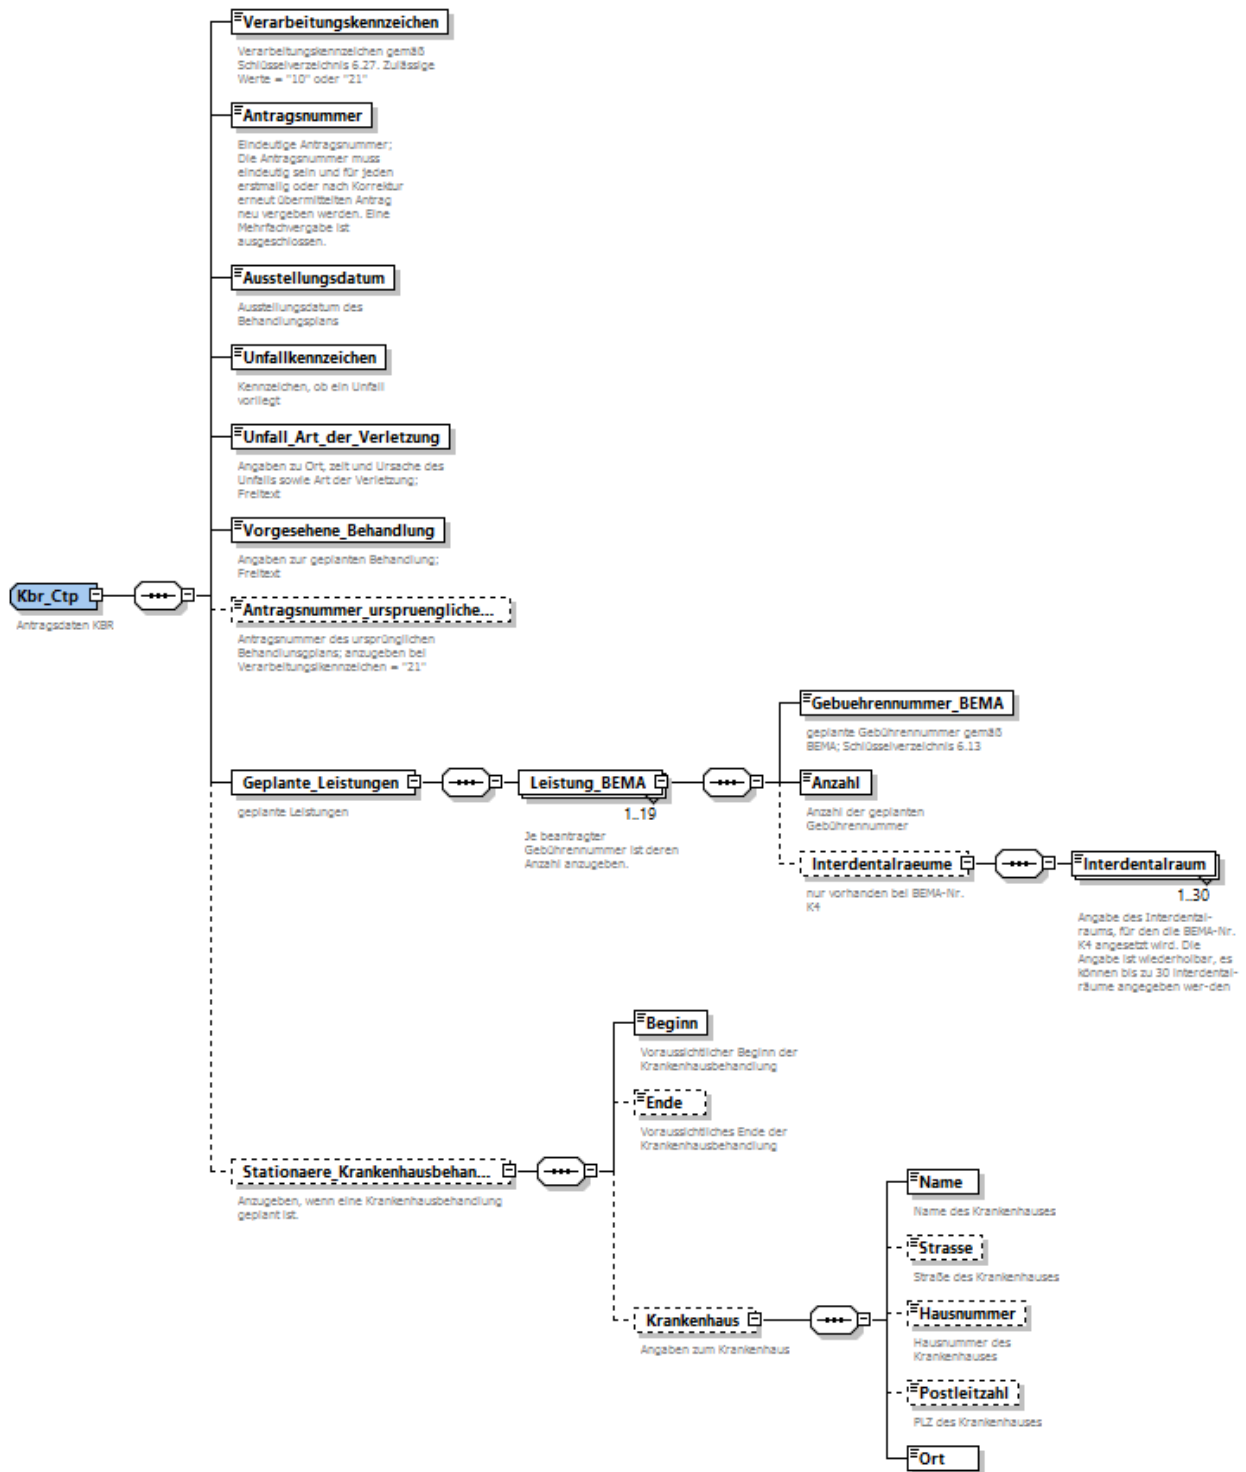 Verarbeitungskennzeichen
Verarbeitungskennzeichen gemäß
Schlüsselverzeichnis 6.27. Zulässige
Werte = "10" oder "21"
Antragsnummer
Eindeutige Antragsnummer;
Die Antragsnummer muss
eindeutig sein und für jeden
erstmalig oder nach Korrektur
erneut übermittelten Antrag
neu vergeben werden. Eine
Mehrfachvergabe ist
ausgeschlossen.
Ausstellungsdatum
Ausstellungsdatum des
Behandlungsplans
Unfallkennzeichen
Kennzeichen, ob ein Unfall
vorliegt
Unfall_Art_der_Verletzung
Angaben zu Ort, zeit und Ursache des
Unfalls sowie Art der Verletzung;
Freitext
Vorgesehene_Behandlung
Angaben zur geplanten Behandlung;
Freitext
Kbr_Ctp
Antragsdaten KBR
Antragsnummer_urspruengliche...
Antragsnummer des ursprünglichen
Behandlunsgplans; anzugeben bei
Verarbeitungslkennzeichen = "21"
Geplante_Leistungen
geplante Leistungen
Leistung_BEMA
1..19
Je beantragter
Gebührennummer ist deren
Anzahl anzugeben.
Gebuehrennummer_BEMA
geplante Gebührennummer gemäß
BEMA; Schlüsselverzeichnis 6.13
Anzahl
Anzahl der geplanten
Gebührennummer
Interdentalraeume
nur vorhanden bei BEMA-Nr.
K4
Interdentalraum
1..30
Angabe des Interdental-
raums, für den die BEMA-Nr.
K4 angesetzt wird. Die
Angabe ist wiederholbar, es
können bis zu 30 Interdental-
räume angegeben wer-den
Stationaere_Krankenhausbehan...
Anzugeben, wenn eine Krankenhausbehandlung
geplant ist.
Beginn
Voraussichtlicher Beginn der
Krankenhausbehandlung
Ende
Voraussichtliches Ende der
Krankenhausbehandlung
Krankenhaus
Angaben zum Krankenhaus
Name
Name des Krankenhauses
Strasse
Straße des Krankenhauses
Hausnummer
Hausnummer des
Krankenhauses
Postleitzahl
PLZ des Krankenhauses
Ort